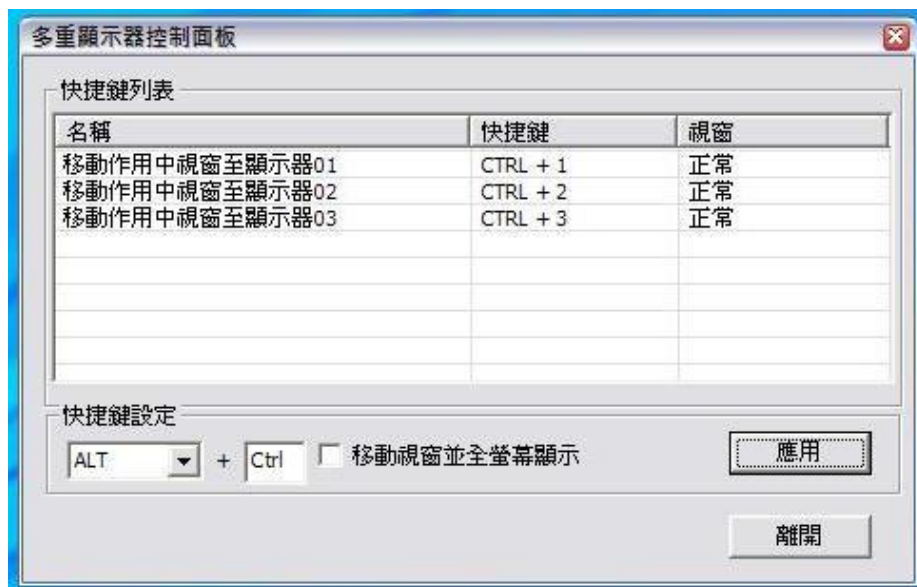 多重顯示器控制面板
快捷鍵列表
名稱 快捷鍵 視窗
移動作用中視窗至顯示器01 CTRL + 1 正常
移動作用中視窗至顯示器02 CTRL + 2 正常
移動作用中視窗至顯示器03 CTRL + 3 正常
快捷鍵設定
ALT + Ctrl 移動視窗並全螢幕顯示 應用
離開